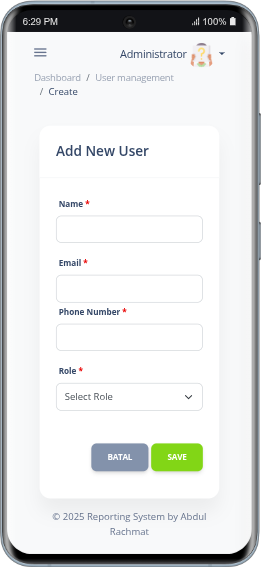 6:29 PM 100%
Administrator
Dashboard / User management
/ Create
Add New User
Name *
Email *
Phone Number *
Role *
Select Role
BATAL SAVE
© 2025 Reporting System by Abdul
Rachmat